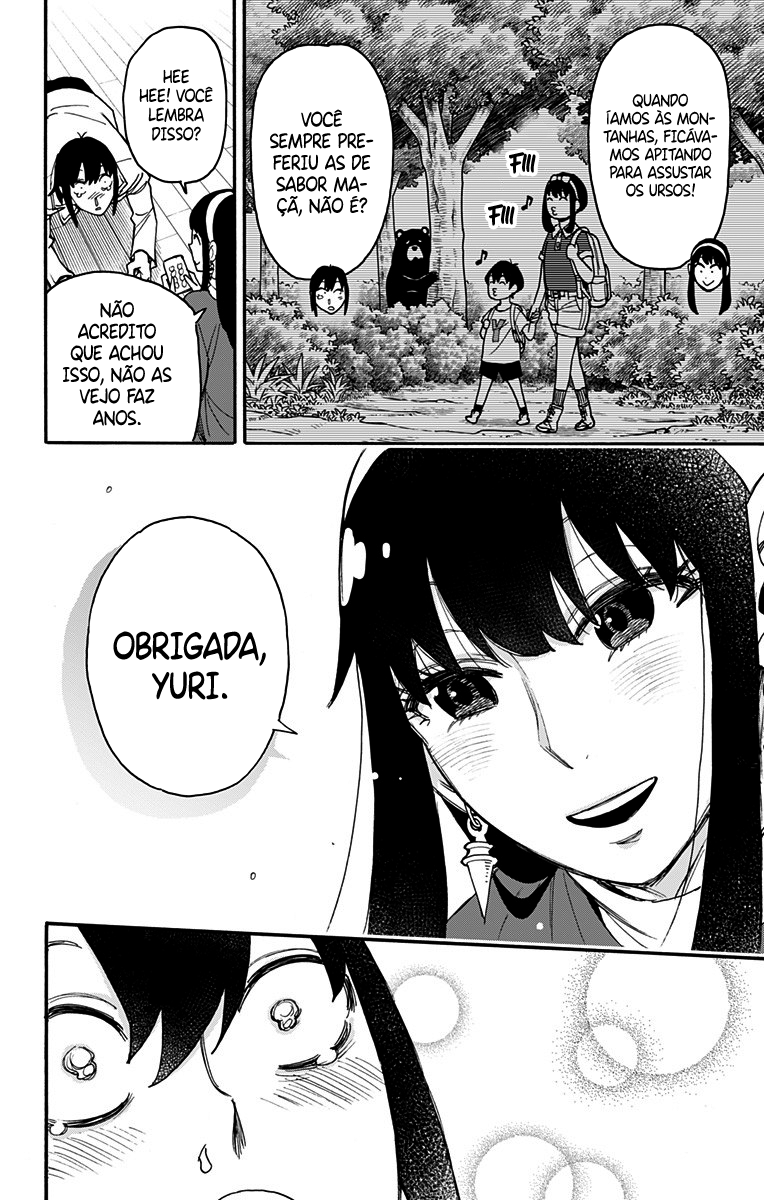 QUANDO
ÍAMOS ÀS MON-
TANHAS, FICÁVA-
MOS APITANDO
PARA ASSUSTAR
OS URSOS!
FIII
FIII
Y
VOCÊ
SEMPRE PRE-
FERIU AS DE
SABOR MA-
ÇÃ, NÃO É?
HEE
HEE! VOCÊ
LEMBRA
DISSO?
NÃO
ACREDITO
QUE ACHOU
ISSO, NÃO AS
VEJO FAZ
ANOS.
OBRIGADA,
YURI.